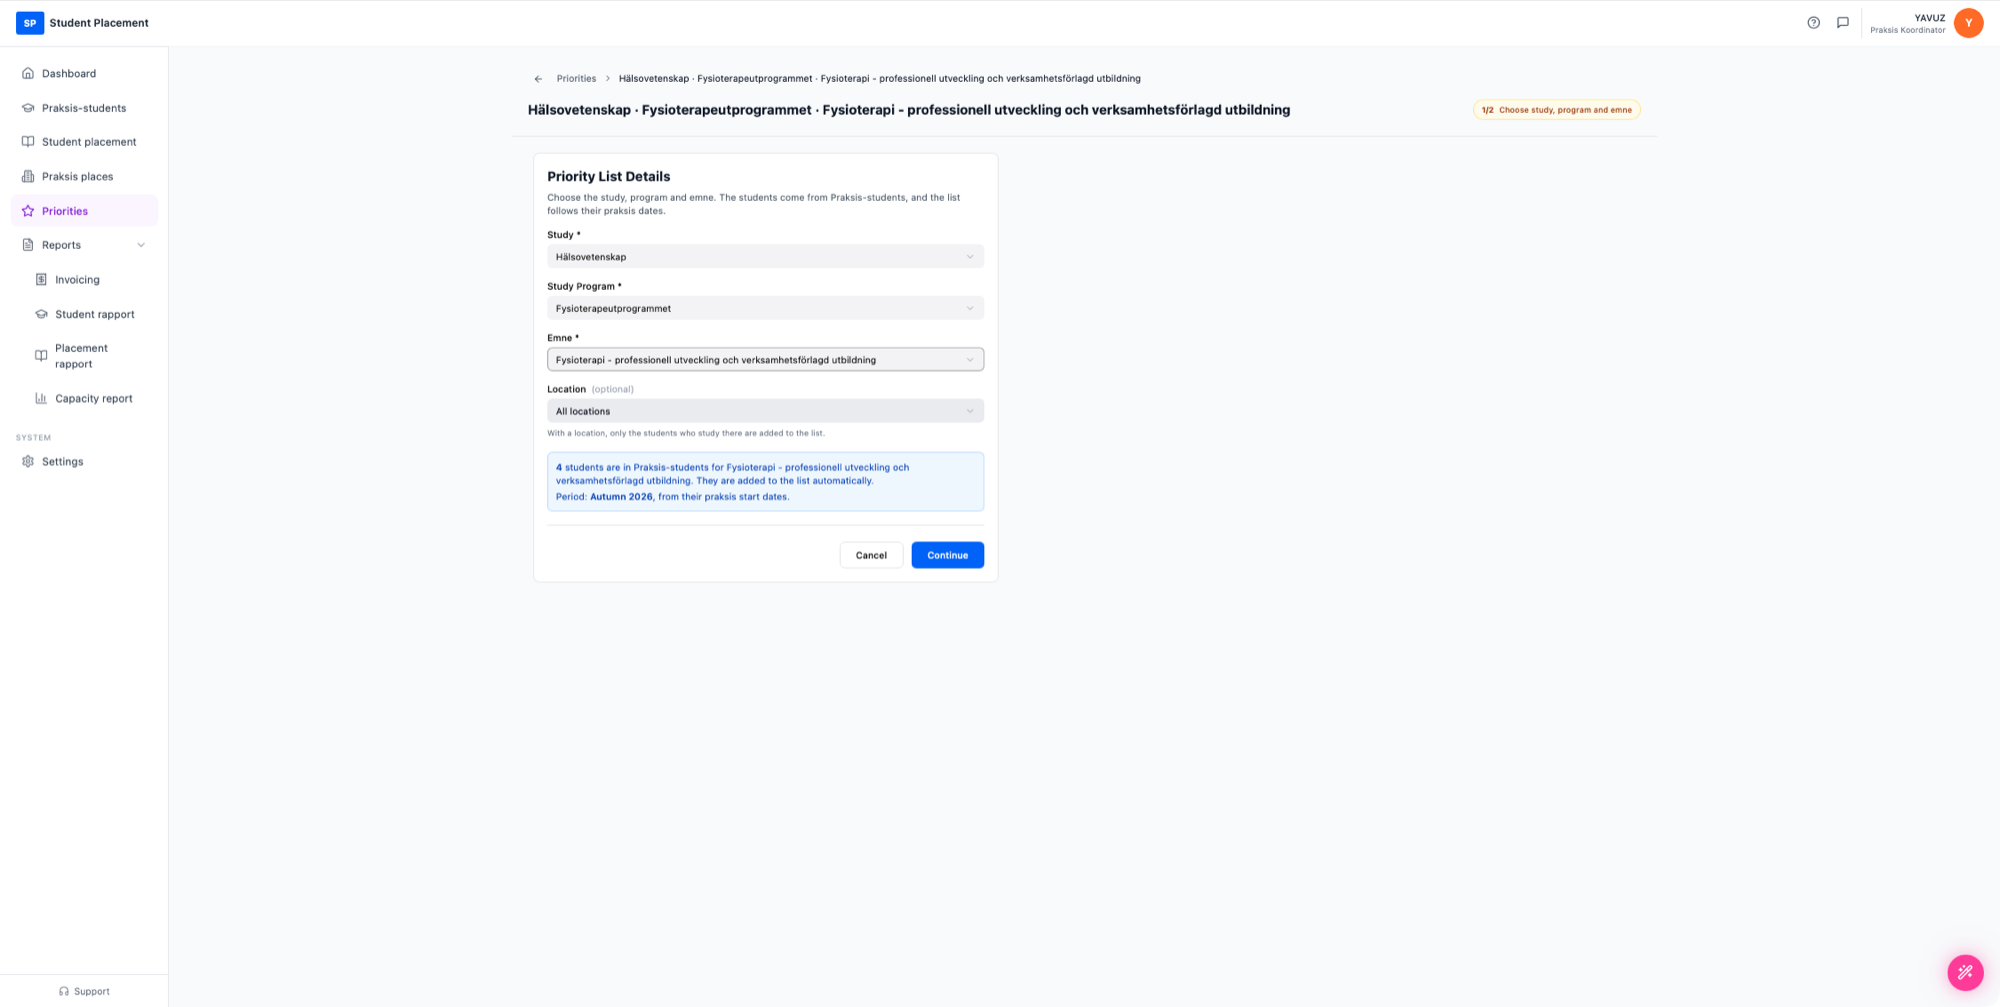 SP Student Placement
YAVUZ
Praksis Koordinator
Y
Dashboard
Praksis-students
Student placement
Praksis places
Priorities
Reports
Invoicing
Student rapport
Placement
rapport
Capacity report
SYSTEM
Settings
Support
Priorities > Hälsovetenskap · Fysioterapeutprogrammet · Fysioterapi - professionell utveckling och verksamhetsförlagd utbildning
Hälsovetenskap · Fysioterapeutprogrammet · Fysioterapi - professionell utveckling och verksamhetsförlagd utbildning
1/2 Choose study, program and emne
Priority List Details
Choose the study, program and emne. The students come from Praksis-students, and the list
follows their praksis dates.
Study *
Hälsovetenskap
Study Program *
Fysioterapeutprogrammet
Emne *
Fysioterapi - professionell utveckling och verksamhetsförlagd utbildning
Location (optional)
All locations
With a location, only the students who study there are added to the list.
4 students are in Praksis-students for Fysioterapi - professionell utveckling och
verksamhetsförlagd utbildning. They are added to the list automatically.
Period: Autumn 2026, from their praksis start dates.
Cancel
Continue